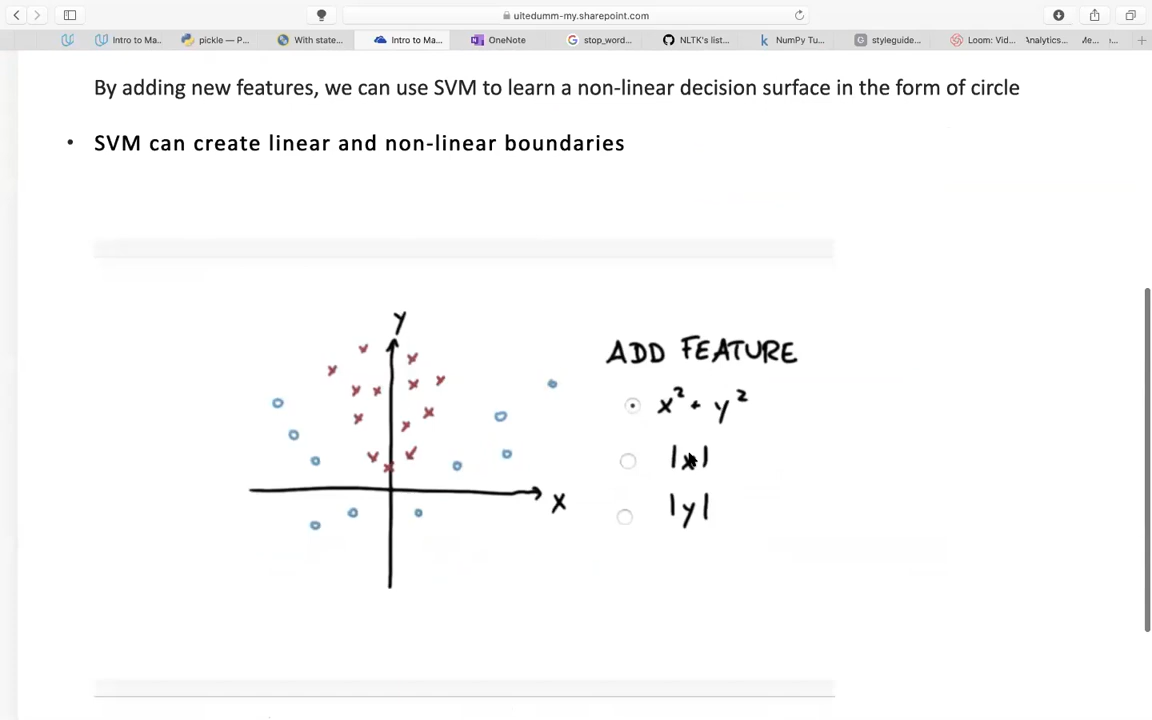 uitedumm-my.sharepoint.com
Intro to Ma..
pickle — P...
With state...
Intro to Ma...
OneNote
stop_word...
NLTK's list...
NumPy Tu...
styleguide...
Loom: Vid...
Analytics...
By adding new features, we can use SVM to learn a non-linear decision surface in the form of circle
• SVM can create linear and non-linear boundaries
Y
ADD FEATURE
x² + y²
|x|
X
|y|